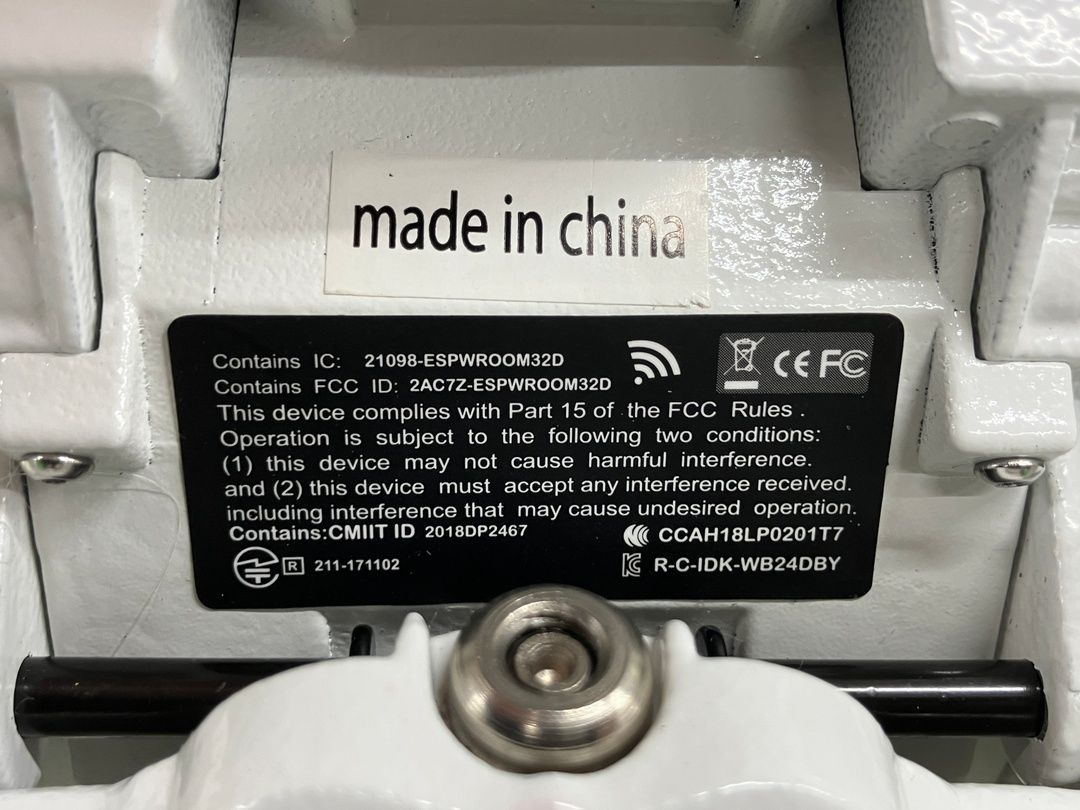 made in china
Contains IC: 21098-ESPWROOM32D
Contains FCC ID: 2AC7Z-ESPWROOM32D
CE FC
This device complies with Part 15 of the FCC Rules .
Operation is subject to the following two conditions:
(1) this device may not cause harmful interference.
and (2) this device must accept any interference received.
including interference that may cause undesired operation.
Contains:CMIIT ID 2018DP2467
CCAH18LP0201T7
R 211-171102
R-C-IDK-WB24DBY